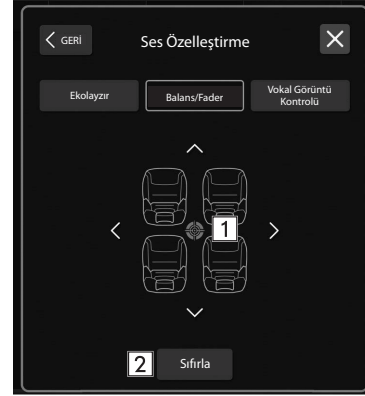 GERİ
Ses Özelleştirme
Ekolayzır
Balans/Fader
Vokal Görüntü
Kontrolü
1
2
Sıfırla